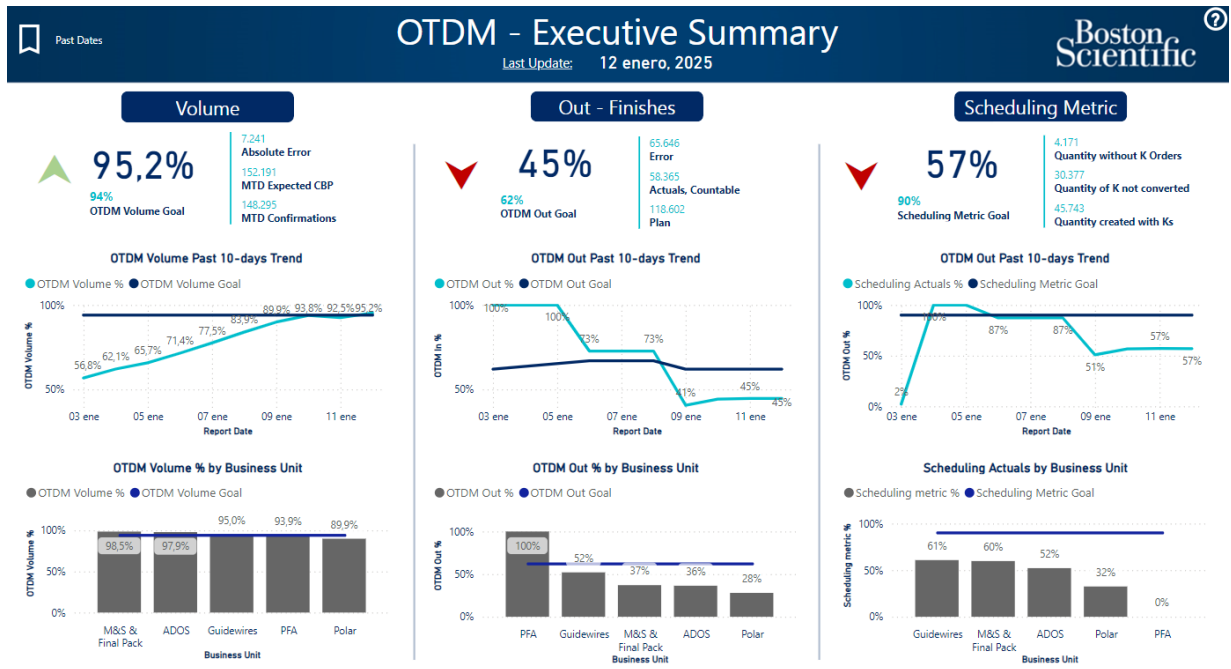 Past Dates
OTDM - Executive Summary
Last Update: 12 enero, 2025
Boston
Scientific
?
Volume
95,2%
94%
OTDM Volume Goal
7.241
Absolute Error
152.191
MTD Expected CBP
148.295
MTD Confirmations
OTDM Volume Past 10-days Trend
OTDM Volume % OTDM Volume Goal
OTDM Volume %
100%
50%
56,8%
62,1%
65,7%
71,4%
77,5%
83,9%
89,9%
93,8%
92,5%
95,2%
03 ene 05 ene 07 ene 09 ene 11 ene
Report Date
OTDM Volume % by Business Unit
OTDM Volume % OTDM Volume Goal
OTDM Volume %
100%
50%
0%
98,5% 97,9% 95,0% 93,9% 89,9%
M&S & Final Pack ADOS Guidewires PFA Polar
Business Unit
Out - Finishes
45%
62%
OTDM Out Goal
65.646
Error
58.365
Actuals, Countable
118.602
Plan
OTDM Out Past 10-days Trend
OTDM Out % OTDM Out Goal
OTDM In %
100%
50%
100%
100%
73%
73%
41%
45%
45%
03 ene 05 ene 07 ene 09 ene 11 ene
Report Date
OTDM Out % by Business Unit
OTDM Out % OTDM Out Goal
OTDM Out %
100%
50%
0%
100% 52% 37% 36% 28%
PFA Guidewires M&S & Final Pack ADOS Polar
Business Unit
Scheduling Metric
57%
90%
Scheduling Metric Goal
4.171
Quantity without K Orders
30.377
Quantity of K not converted
45.743
Quantity created with Ks
OTDM Out Past 10-days Trend
Scheduling Actuals % Scheduling Metric Goal
OTDM Out %
100%
50%
0%
2%
100%
87%
87%
51%
57%
57%
03 ene 05 ene 07 ene 09 ene 11 ene
Report Date
Scheduling Actuals by Business Unit
Scheduling metric % Scheduling Metric Goal
Scheduling metric %
100%
50%
0%
61% 60% 52% 32% 0%
Guidewires M&S & Final Pack ADOS Polar PFA
Business Unit